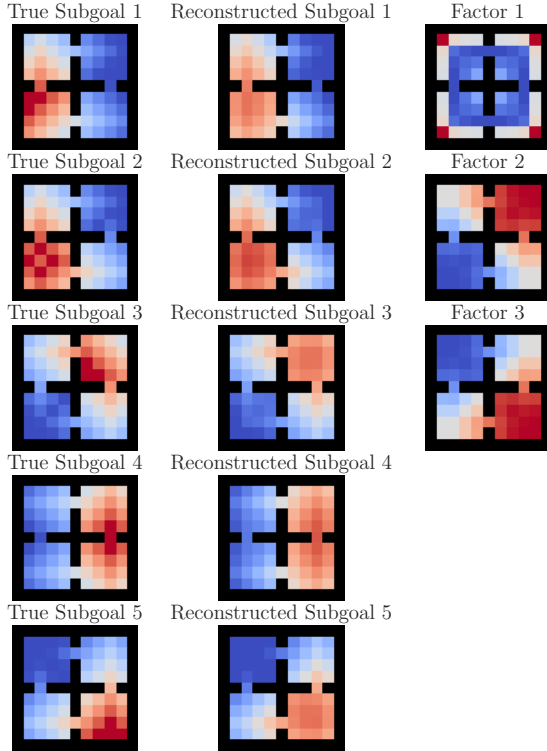 True Subgoal 1 Reconstructed Subgoal 1 Factor 1
True Subgoal 2 Reconstructed Subgoal 2 Factor 2
True Subgoal 3 Reconstructed Subgoal 3 Factor 3
True Subgoal 4 Reconstructed Subgoal 4
True Subgoal 5 Reconstructed Subgoal 5